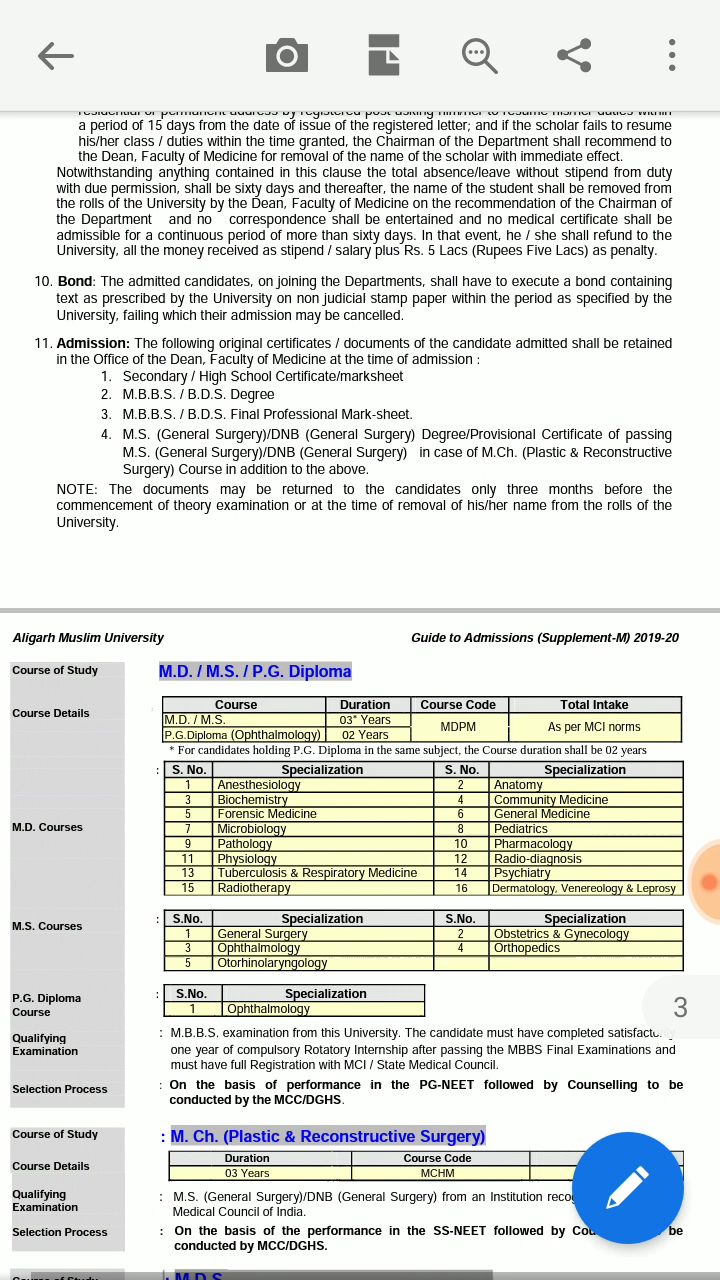 residential or permanent address by registered post asking him/her to resume his/her duties within
a period of 15 days from the date of issue of the registered letter; and if the scholar fails to resume
his/her class / duties within the time granted, the Chairman of the Department shall recommend to
the Dean, Faculty of Medicine for removal of the name of the scholar with immediate effect.
Notwithstanding anything contained in this clause the total absence/leave without stipend from duty
with due permission, shall be sixty days and thereafter, the name of the student shall be removed from
the rolls of the University by the Dean, Faculty of Medicine on the recommendation of the Chairman of
the Department and no correspondence shall be entertained and no medical certificate shall be
admissible for a continuous period of more than sixty days. In that event, he / she shall refund to the
University, all the money received as stipend / salary plus Rs. 5 Lacs (Rupees Five Lacs) as penalty.
10. Bond: The admitted candidates, on joining the Departments, shall have to execute a bond containing
text as prescribed by the University on non judicial stamp paper within the period as specified by the
University, failing which their admission may be cancelled.
11. Admission: The following original certificates / documents of the candidate admitted shall be retained
in the Office of the Dean, Faculty of Medicine at the time of admission :
1. Secondary / High School Certificate/marksheet
2. M.B.B.S. / B.D.S. Degree
3. M.B.B.S. / B.D.S. Final Professional Mark-sheet.
4. M.S. (General Surgery)/DNB (General Surgery) Degree/Provisional Certificate of passing
M.S. (General Surgery)/DNB (General Surgery) in case of M.Ch. (Plastic & Reconstructive
Surgery) Course in addition to the above.
NOTE: The documents may be returned to the candidates only three months before the
commencement of theory examination or at the time of removal of his/her name from the rolls of the
University.
Aligarh Muslim University Guide to Admissions (Supplement-M) 2019-20
Course of Study M.D. / M.S. / P.G. Diploma
Course Details
Course Duration Course Code Total Intake
M.D. / M.S. 03* Years MDPM As per MCI norms
P.G.Diploma (Ophthalmology) 02 Years
* For candidates holding P.G. Diploma in the same subject, the Course duration shall be 02 years
M.D. Courses
: S. No. Specialization S. No. Specialization
1 Anesthesiology 2 Anatomy
3 Biochemistry 4 Community Medicine
5 Forensic Medicine 6 General Medicine
7 Microbiology 8 Pediatrics
9 Pathology 10 Pharmacology
11 Physiology 12 Radio-diagnosis
13 Tuberculosis & Respiratory Medicine 14 Psychiatry
15 Radiotherapy 16 Dermatology, Venereology & Leprosy
M.S. Courses
: S.No. Specialization S.No. Specialization
1 General Surgery 2 Obstetrics & Gynecology
3 Ophthalmology 4 Orthopedics
5 Otorhinolaryngology
P.G. Diploma
Course
: S.No. Specialization
1 Ophthalmology
3
Qualifying
Examination
: M.B.B.S. examination from this University. The candidate must have completed
one year of compulsory Rotatory Internship after passing the MBBS Final Examinations and
must have full Registration with MCI / State Medical Council.
Selection Process : On the basis of performance in the PG-NEET followed by Counselling to be
conducted by the MCC/DGHS.
Course of Study : M. Ch. (Plastic & Reconstructive Surgery)
Course Details
Duration Course Code
03 Years MCHM
Qualifying
Examination
: M.S. (General Surgery)/DNB (General Surgery) from an Institution
Medical Council of India.
Selection Process : On the basis of the performance in the SS-NEET followed by be
conducted by MCC/DGHS.
Course of Study : M.D.S.